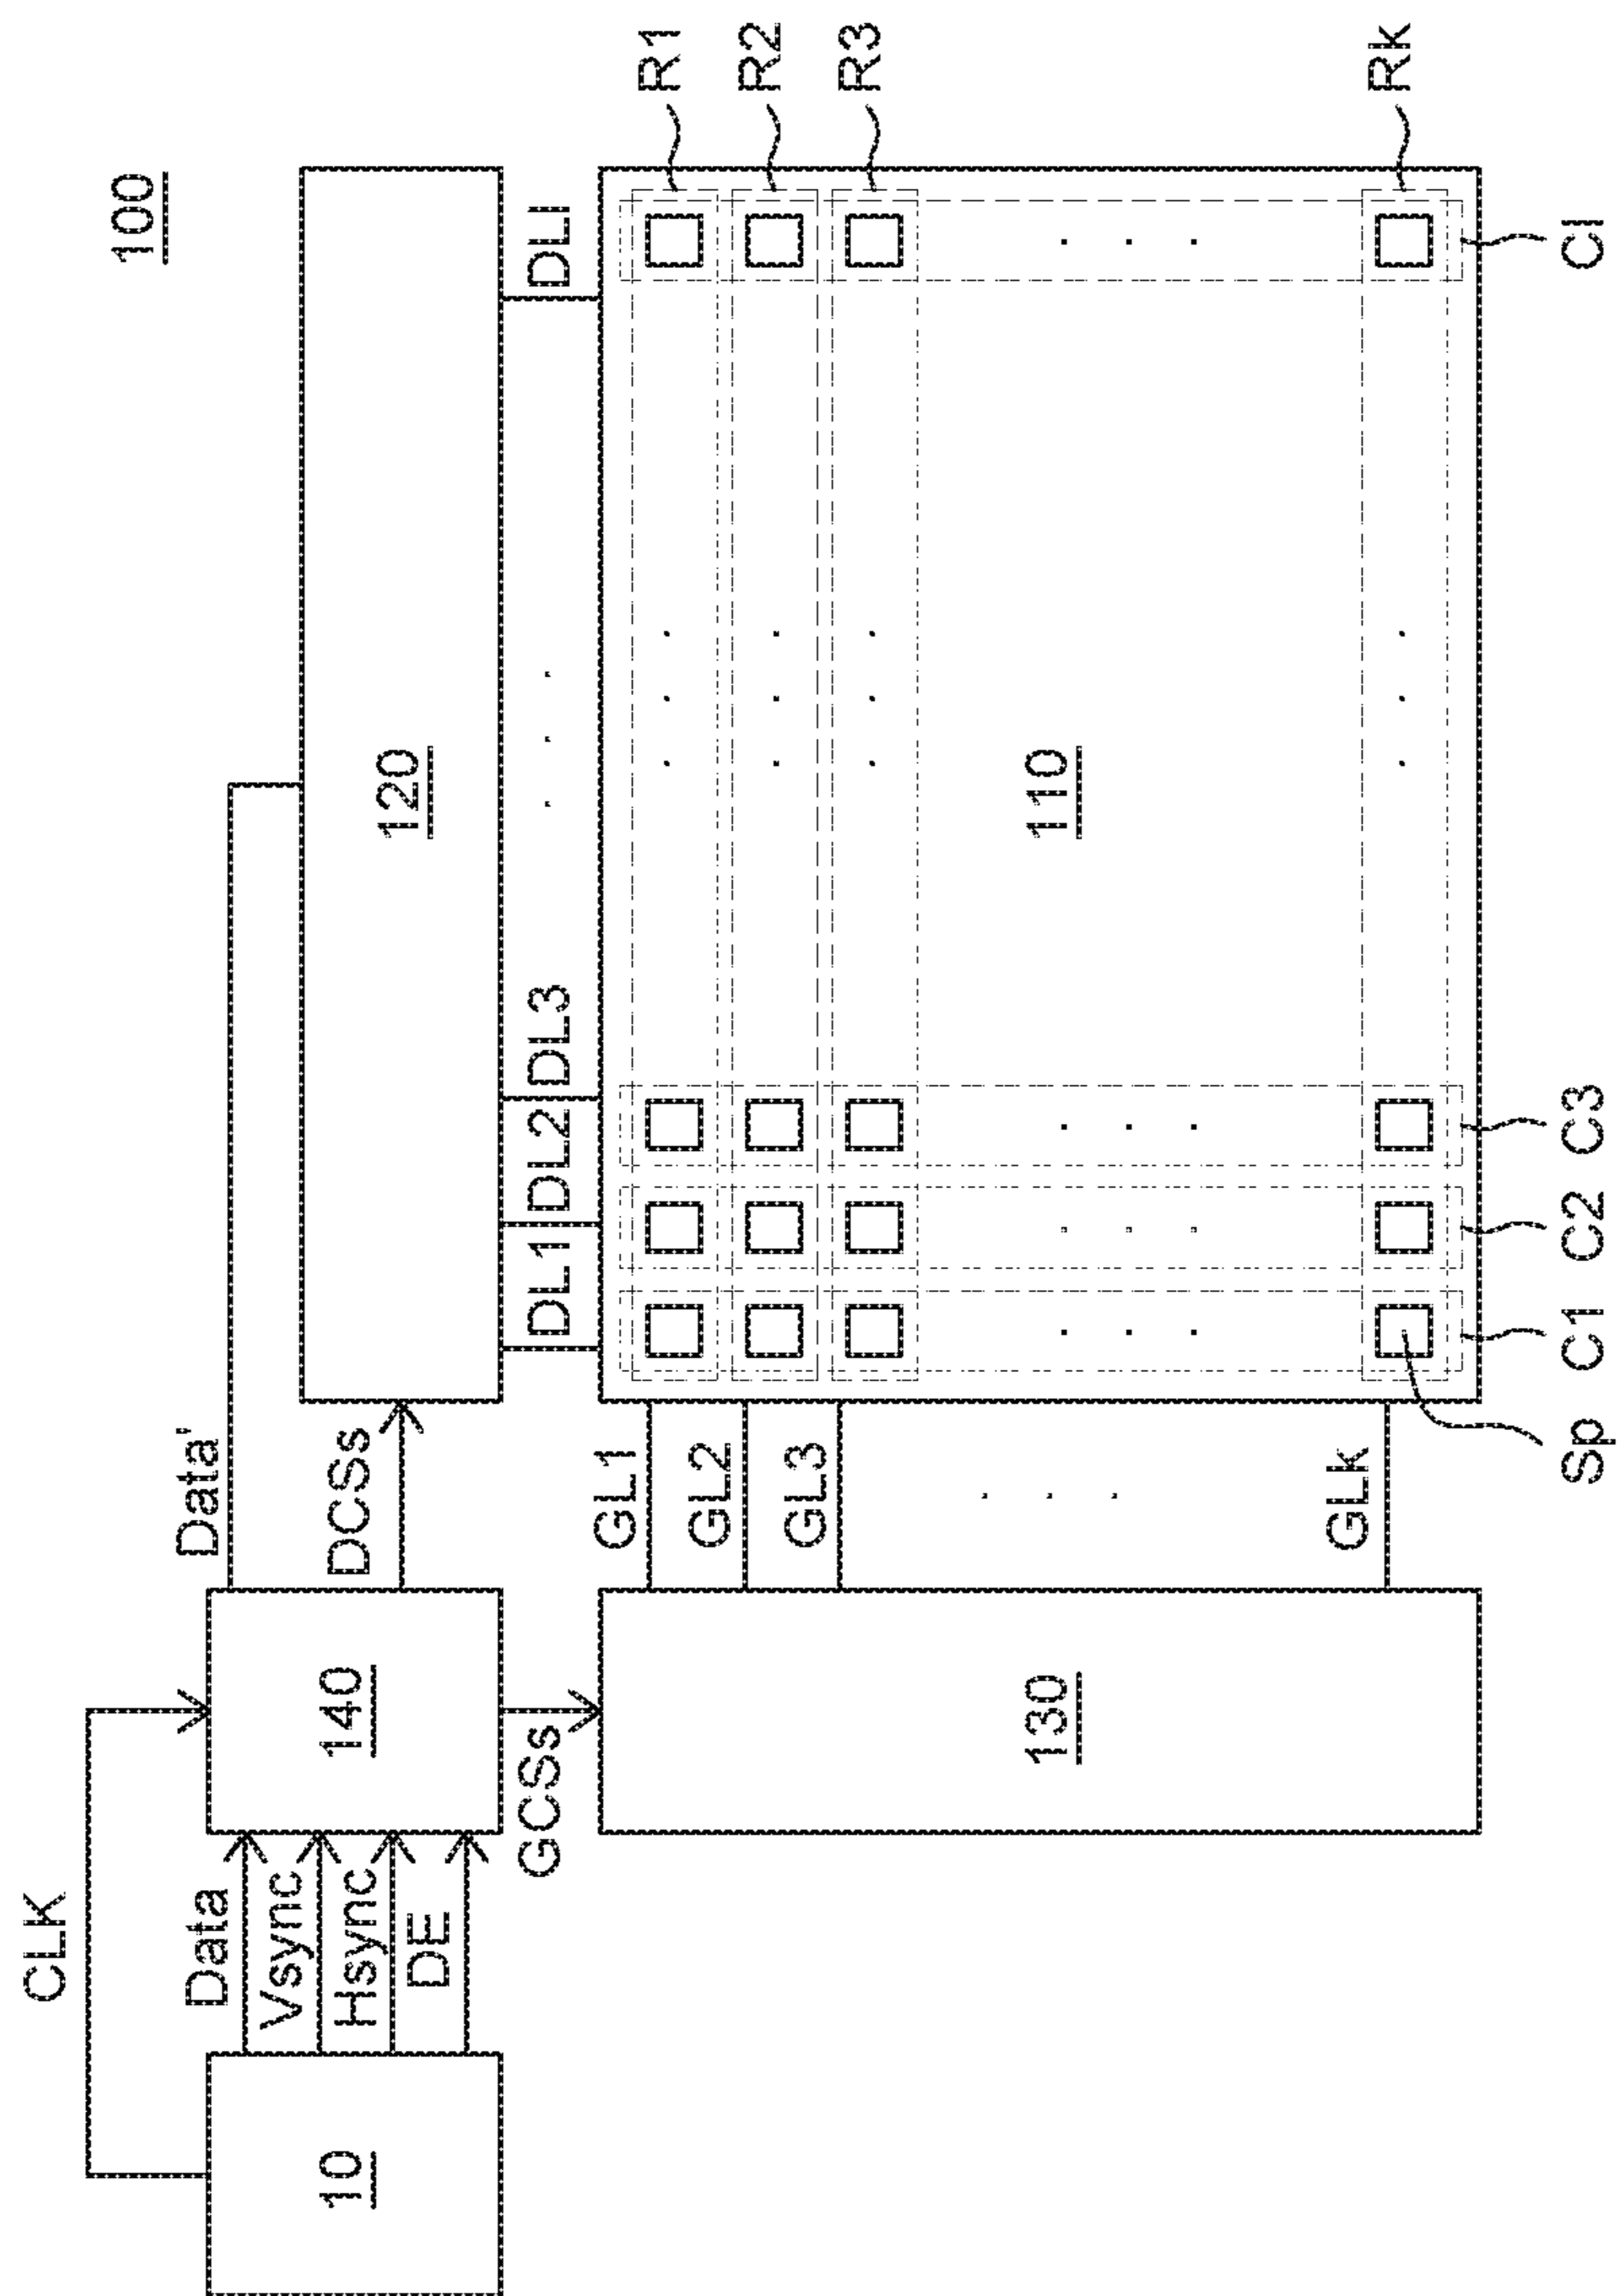 100
CLK
Data
Vsync
Hsync
DE
10
140
Data'
DCSs
GCSs
120
DL1
DL2
DL3
DLl
130
GL1
GL2
GL3
GLk
110
R1
R2
R3
Rk
Sp
C1
C2
C3
Cl